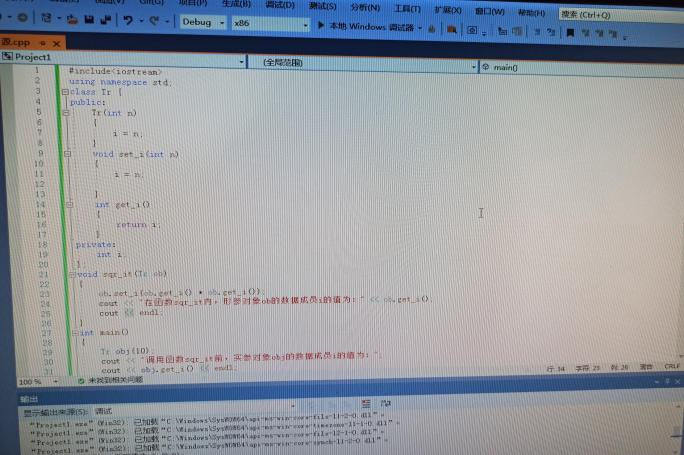 项目(P) 生成(B) 调试(D) 测试(S) 分析(N) 工具(T) 扩展(X) 窗口(W) 帮助(H) 搜索 (Ctrl+Q)
Debug x86 本地 Windows 调试器
源.cpp
Project1 (全局范围) main()
1 #include<iostream>
2 using namespace std;
3 class Tr {
4 public:
5 Tr(int n)
6 {
7 i = n;
8 }
9 void set_i(int n)
10 {
11 i = n;
12
13 }
14 int get_i()
15 {
16 return i;
17 }
18 private:
19 int i;
20 };
21 void sqr_it(Tr ob)
22 {
23 ob.set_i(ob.get_i() * ob.get_i());
24 cout << "在函数sqr_it内，形参对象ob的数据成员i的值为：" << ob.get_i();
25 cout << endl;
26 }
27 int main()
28 {
29 Tr obj(10);
30 cout << "调用函数sqr_it前，实参对象obj的数据成员i的值为：";
31 cout << obj.get_i() << endl;
100 % 未找到相关问题 行: 34 字符: 23 列: 26 混合 CRLF
输出
显示输出来源(S): 调试
"Project1.exe" (Win32): 已加载 "C:\Windows\SysWOW64\api-ms-win-core-file-l1-2-0.dll"。
"Project1.exe" (Win32): 已加载 "C:\Windows\SysWOW64\api-ms-win-core-timezone-l1-1-0.dll"。
"Project1.exe" (Win32): 已加载 "C:\Windows\SysWOW64\api-ms-win-core-file-l2-1-0.dll"。
"Project1.exe" (Win32): 已加载 "C:\Windows\SysWOW64\api-ms-win-core-synch-l1-2-0.dll"。